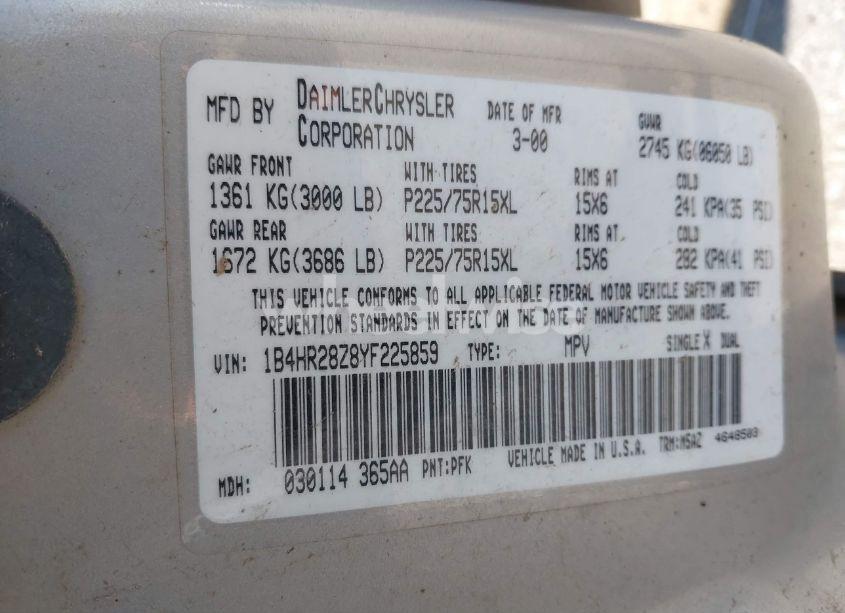 MFD BY DAIMLERCHRYSLER CORPORATION DATE OF MFR 3-00 GVWR 2745 KG(06050 LB)
GAWR FRONT WITH TIRES RIMS AT COLD
1361 KG(3000 LB) P225/75R15XL 15X6 241 KPA(35 PSI)
GAWR REAR WITH TIRES RIMS AT COLD
1672 KG(3686 LB) P225/75R15XL 15X6 282 KPA(41 PSI)
THIS VEHICLE CONFORMS TO ALL APPLICABLE FEDERAL MOTOR VEHICLE SAFETY AND THEFT
PREVENTION STANDARDS IN EFFECT ON THE DATE OF MANUFACTURE SHOWN ABOVE.
VIN: 1B4HR28Z8YF225859 TYPE: MPV SINGLE X DUAL
MDH: 030114 365AA PNT:PFK VEHICLE MADE IN U.S.A. TRM:M5AZ 4648503